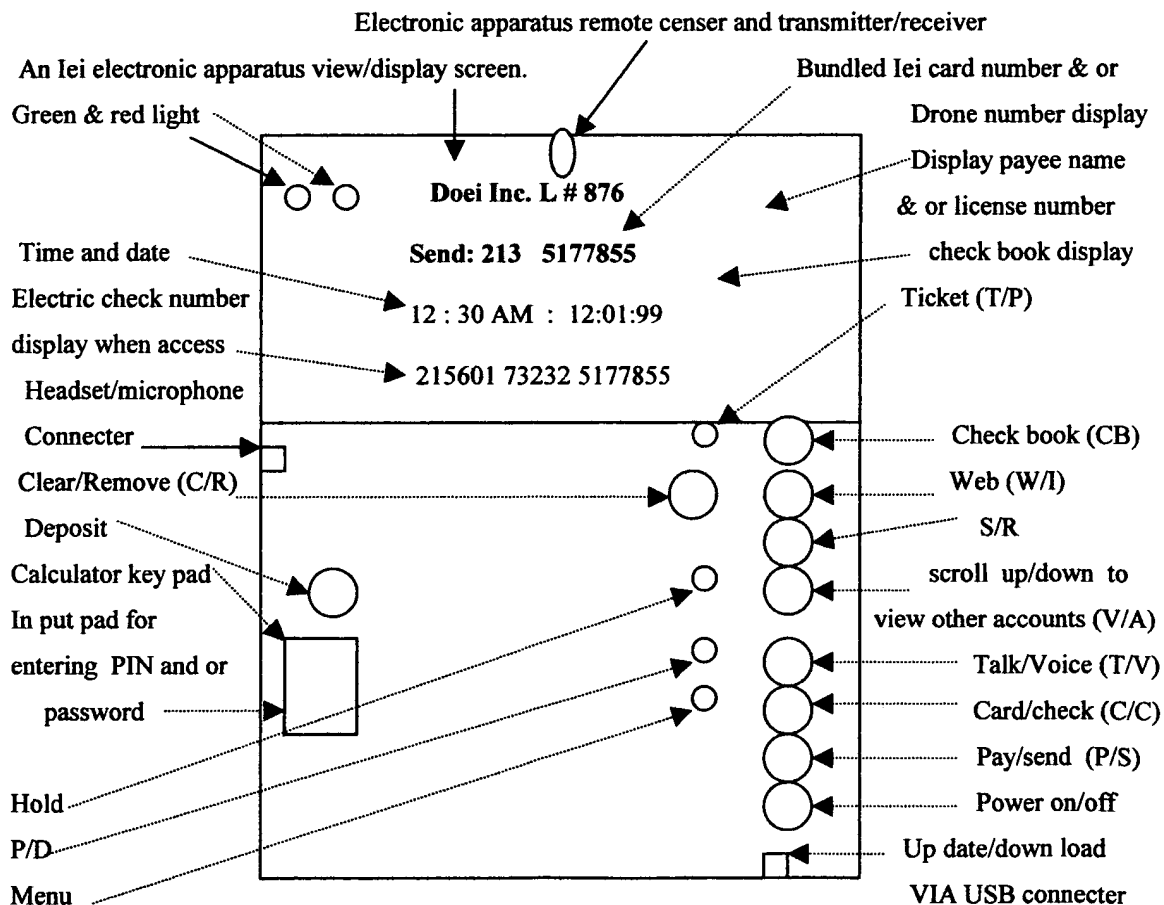 Electronic apparatus remote censer and transmitter/receiver
An Iei electronic apparatus view/display screen.
Bundled Iei card number & or
Green & red light
Drone number display
Display payee name
Doei Inc. L # 876
& or license number
Time and date
Send: 213 5177855
check book display
Electric check number
12 : 30 AM : 12:01:99
Ticket (T/P)
display when access
215601 73232 5177855
Headset/microphone
Connecter
Check book (CB)
Clear/Remove (C/R)
Web (W/I)
Deposit
S/R
Calculator key pad
scroll up/down to
In put pad for
view other accounts (V/A)
entering PIN and or
Talk/Voice (T/V)
password
Card/check (C/C)
Pay/send (P/S)
Hold
Power on/off
P/D
Up date/down load
Menu
VIA USB connecter